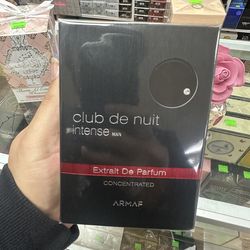 club de nuit
intense MAN
Extrait De Parfum
CONCENTRATED
ARMAF